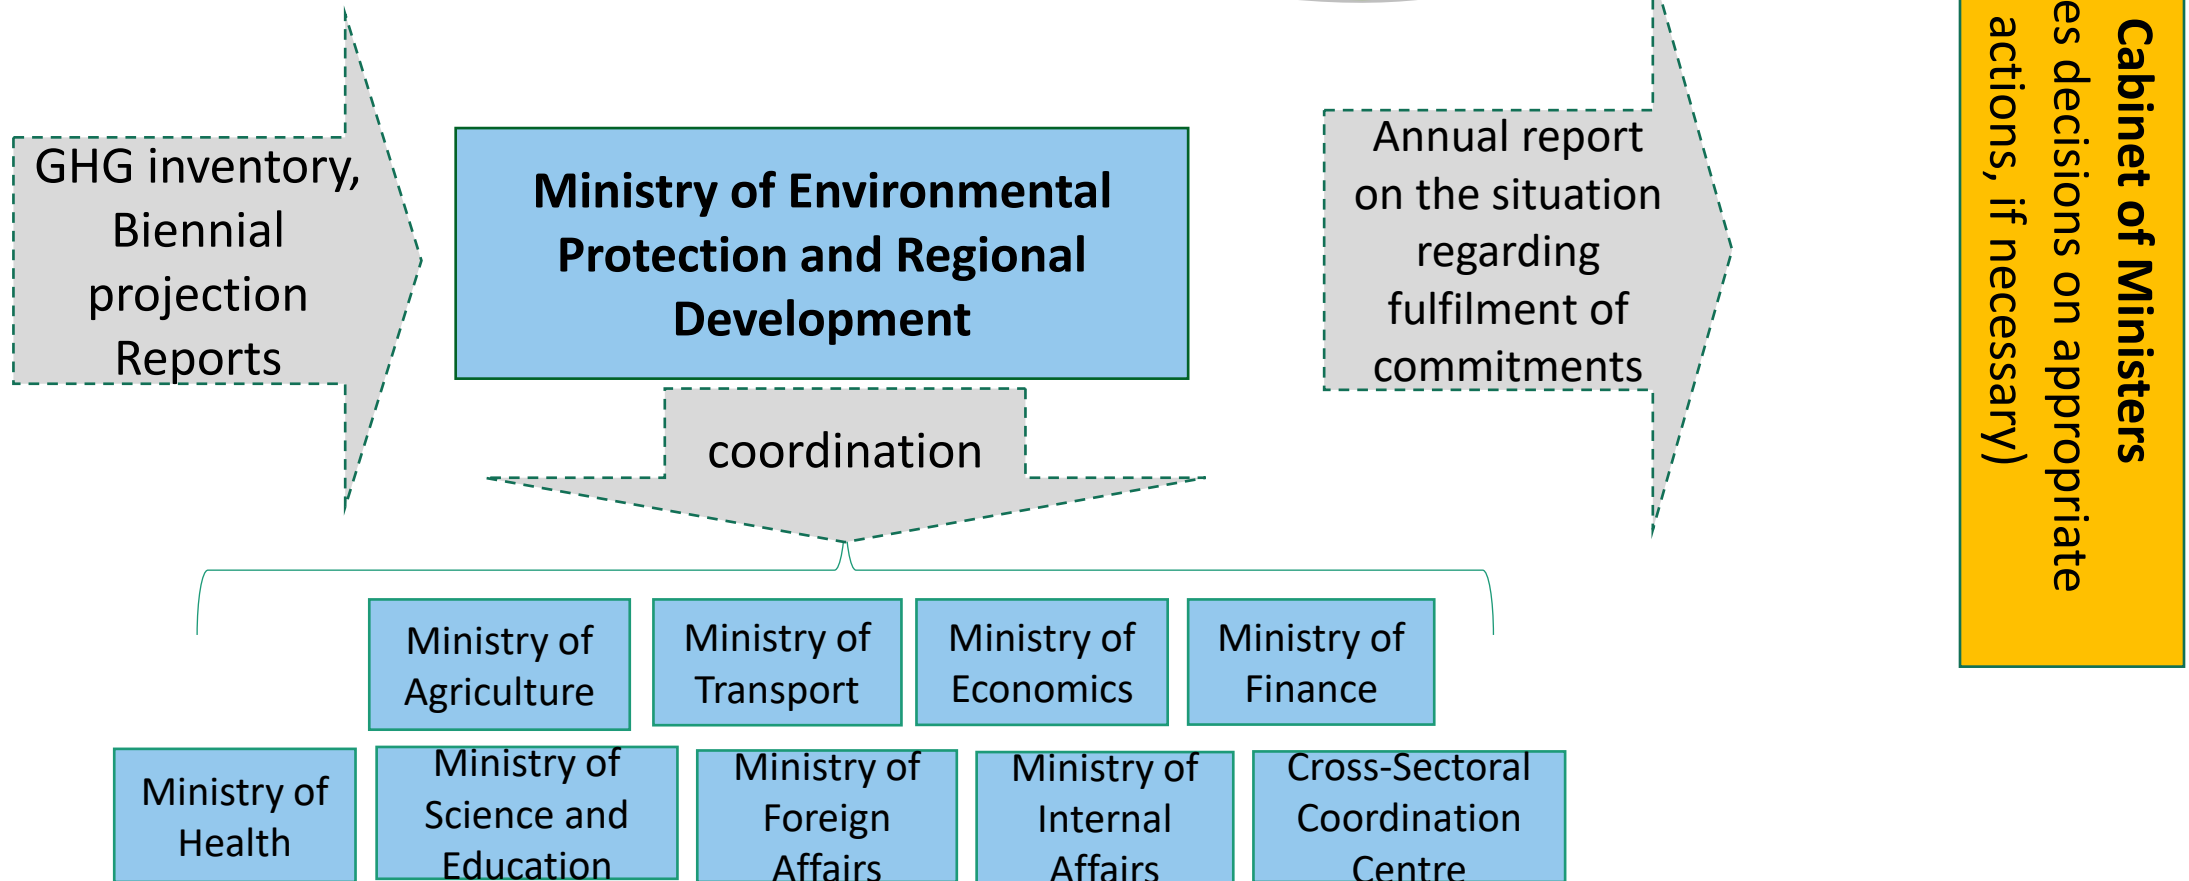 GHG inventory,
Biennial
projection
Reports
Ministry of Environmental
Protection and Regional
Development
Annual report
on the situation
regarding
fulfilment of
commitments
Cabinet of Ministers
es decisions on appropriate
actions, if necessary)
coordination
Ministry of
Agriculture
Ministry of
Transport
Ministry of
Economics
Ministry of
Finance
Ministry of
Health
Ministry of
Science and
Education
Ministry of
Foreign
Affairs
Ministry of
Internal
Affairs
Cross-Sectoral
Coordination
Centre